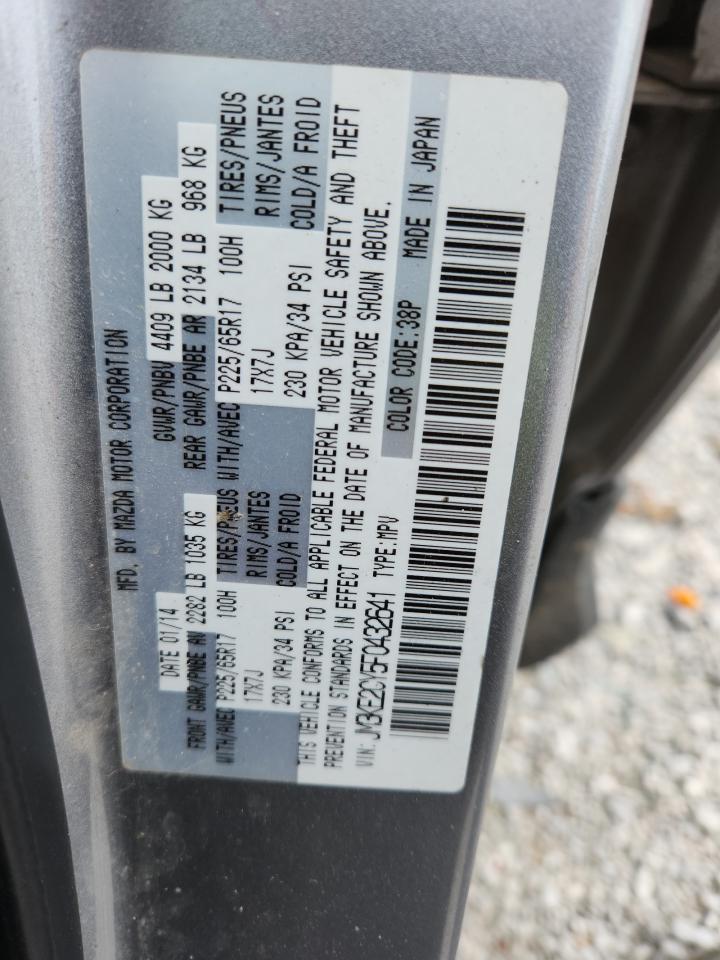 MFD. BY MAZDA MOTOR CORPORATION
DATE 01/14 GVWR/PNBV 4409 LB 2000 KG
FRONT GAWR/PNBE AV 2282 LB 1035 KG REAR GAWR/PNBE AR 2134 LB 968 KG
WITH/AVEC P225/65R17 100H TIRES/PNEUS WITH/AVEC P225/65R17 100H TIRES/PNEUS
17X7J RIMS/JANTES 17X7J RIMS/JANTES
230 KPA/34 PSI COLD/A FROID 230 KPA/34 PSI COLD/A FROID
THIS VEHICLE CONFORMS TO ALL APPLICABLE FEDERAL MOTOR VEHICLE SAFETY AND THEFT
PREVENTION STANDARDS IN EFFECT ON THE DATE OF MANUFACTURE SHOWN ABOVE.
VIN: JM3KE2CY5F0432641 TYPE:MPV COLOR CODE:38P MADE IN JAPAN